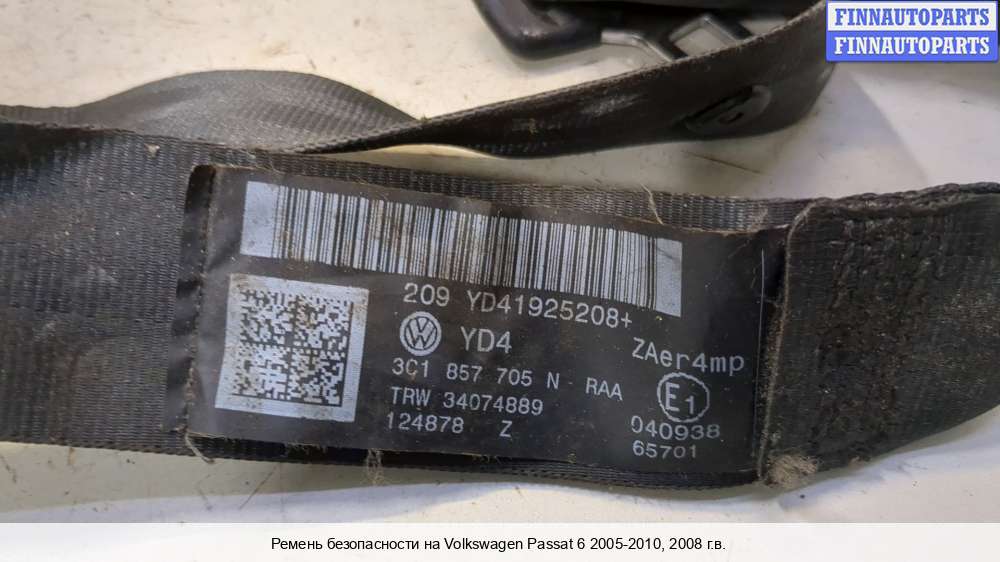 FINNAUTOPARTS
FINNAUTOPARTS
209 YD41925208+
YD4
ZAer4mp
3C1 857 705 N RAA
E1
TRW 34074889
040938
124878 Z
65701
Ремень безопасности на Volkswagen Passat 6 2005-2010, 2008 г.в.